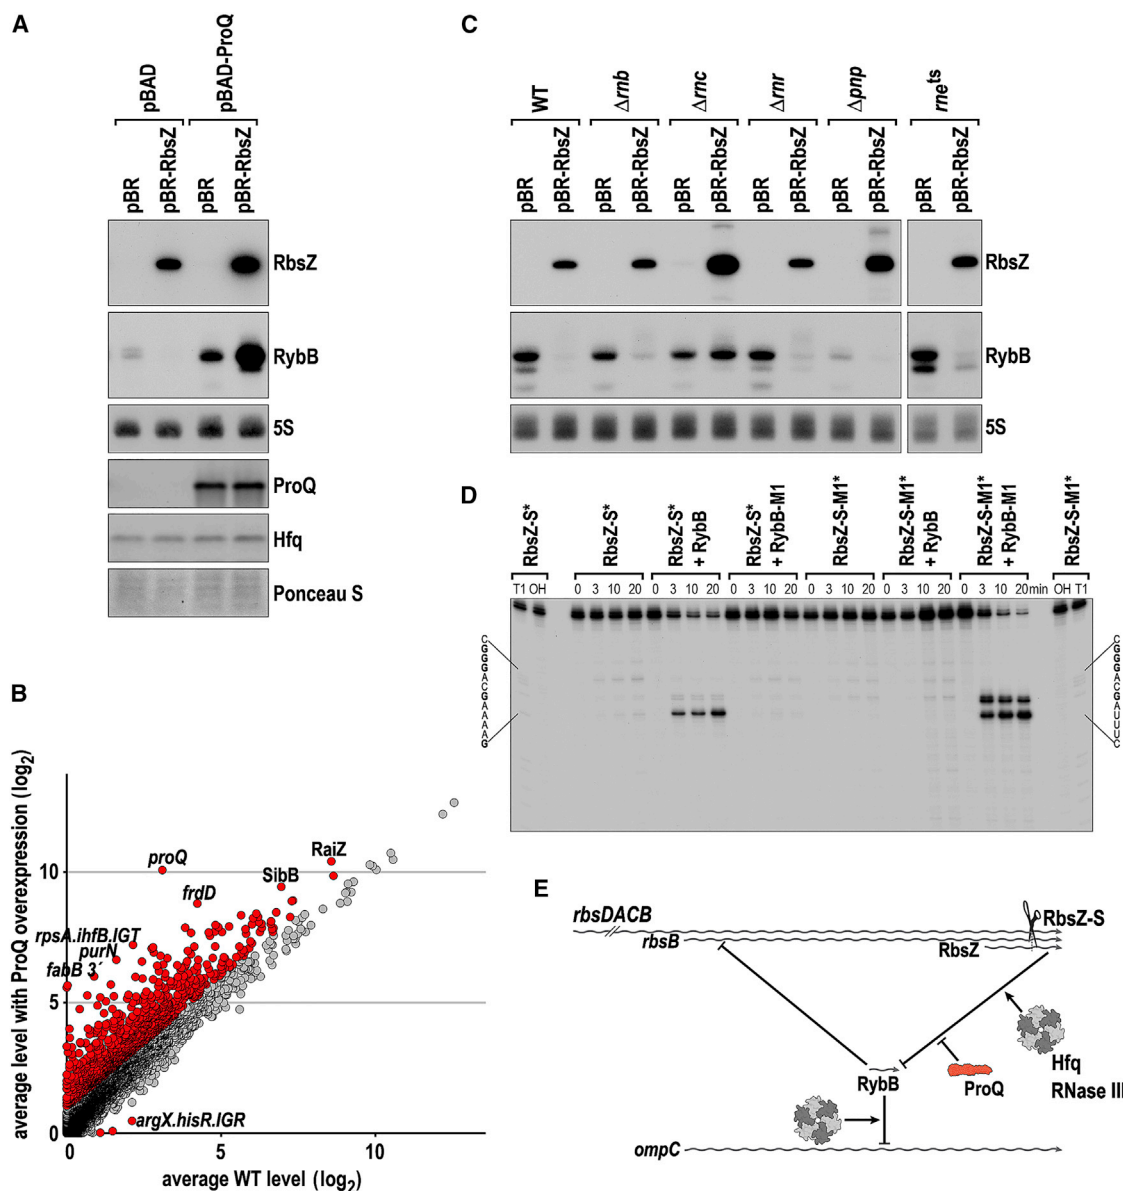 A
pBAD
pBAD-ProQ
pBR
pBR-RbsZ
pBR
pBR-RbsZ
RbsZ
RybB
5S
ProQ
Hfq
Ponceau S
B
average level with ProQ overexpression (log2)
10
5
0
proQ
RaiZ
SibB
frdD
rpsA.ihfB.IGT
purN
fabB 3´
argX.hisR.IGR
0
5
10
average WT level (log2)
C
WT
Δrnb
Δrnc
Δrnr
Δpnp
rne^ts
pBR
pBR-RbsZ
pBR
pBR-RbsZ
pBR
pBR-RbsZ
pBR
pBR-RbsZ
pBR
pBR-RbsZ
pBR
pBR-RbsZ
RbsZ
RybB
5S
D
RbsZ-S*
RbsZ-S*
RbsZ-S*
+ RybB
RbsZ-S*
+ RybB-M1
RbsZ-S-M1*
RbsZ-S-M1*
+ RybB
RbsZ-S-M1*
+ RybB-M1
RbsZ-S-M1*
T1 OH 0 3 10 20 0 3 10 20 0 3 10 20 0 3 10 20 0 3 10 20 0 3 10 20min OH T1
CGGGACGAAAAG
CGGGACGAUUUC
E
rbsDACB
rbsB
RbsZ
RbsZ-S
RybB
ProQ
Hfq
RNase III
ompC